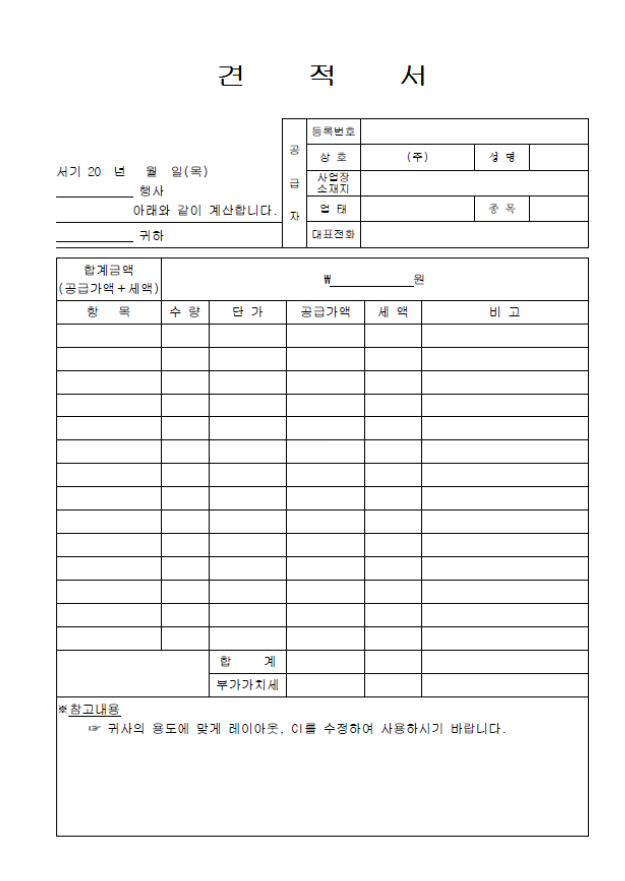 견 적 서
서기 20 년 월 일(목)
행사
아래와 같이 계산합니다.
귀하
공급자
등록번호
상 호 (주) 성 명
사업장
소재지
업 태 종 목
대표전화
합계금액
(공급가액+세액)
₩ 원
항 목 수 량 단 가 공급가액 세 액 비 고
합 계
부가가치세
※참고내용
☞ 귀사의 용도에 맞게 레이아웃, CI를 수정하여 사용하시기 바랍니다.